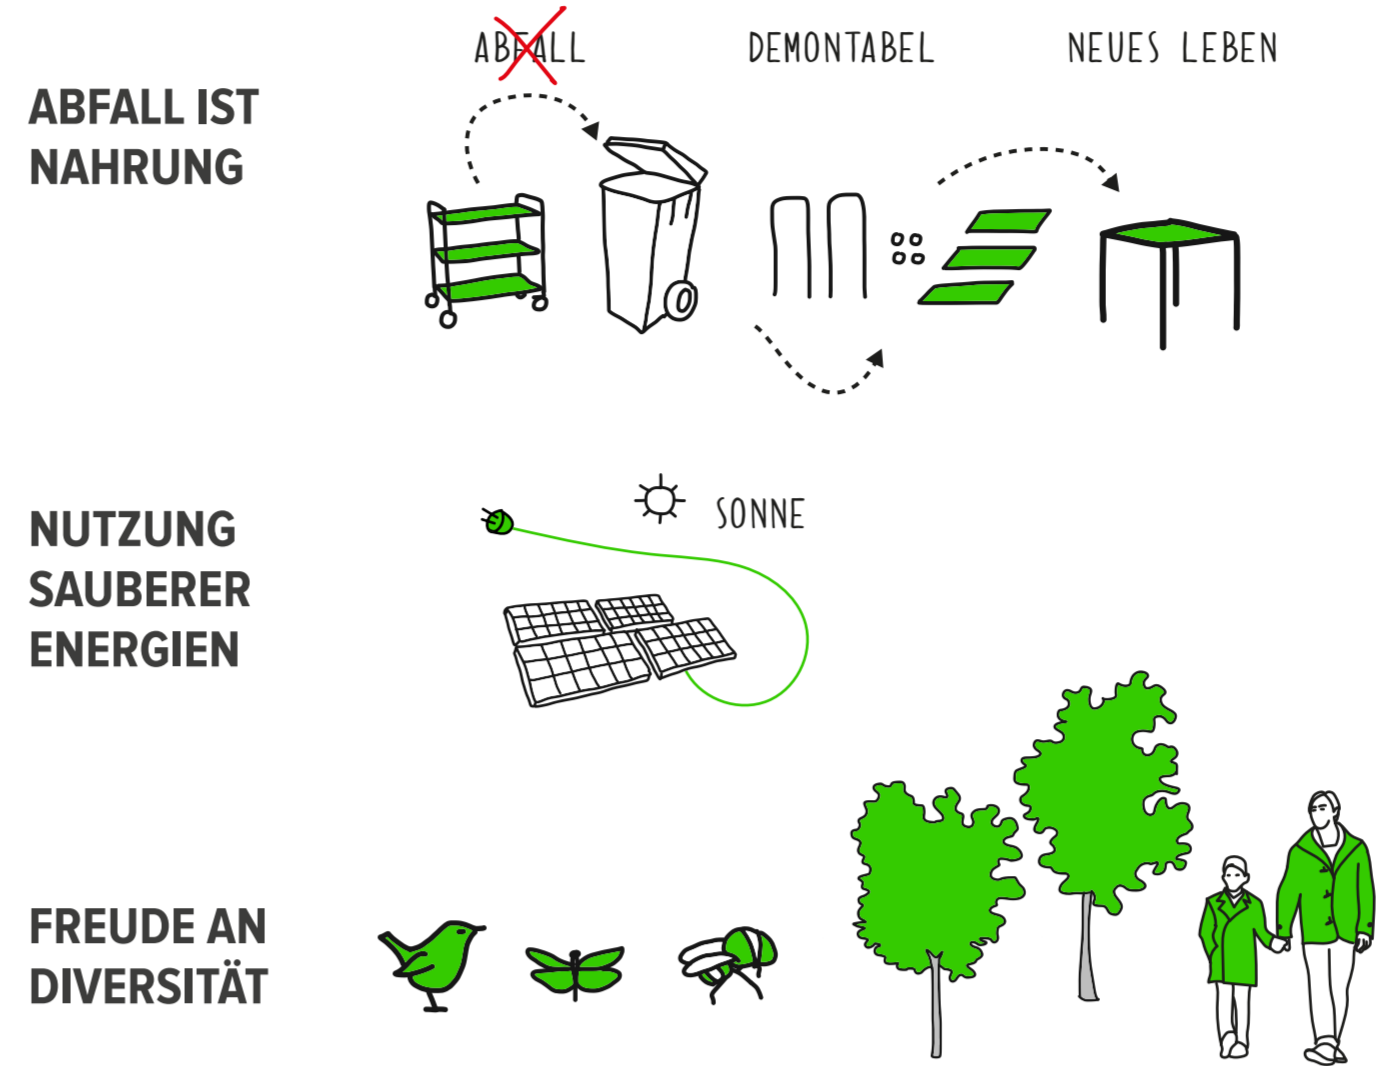 ABFALL IST
NAHRUNG
ABFALL
DEMONTABEL
NEUES LEBEN
NUTZUNG
SAUBERER
ENERGIEN
SONNE
FREUDE AN
DIVERSITÄT